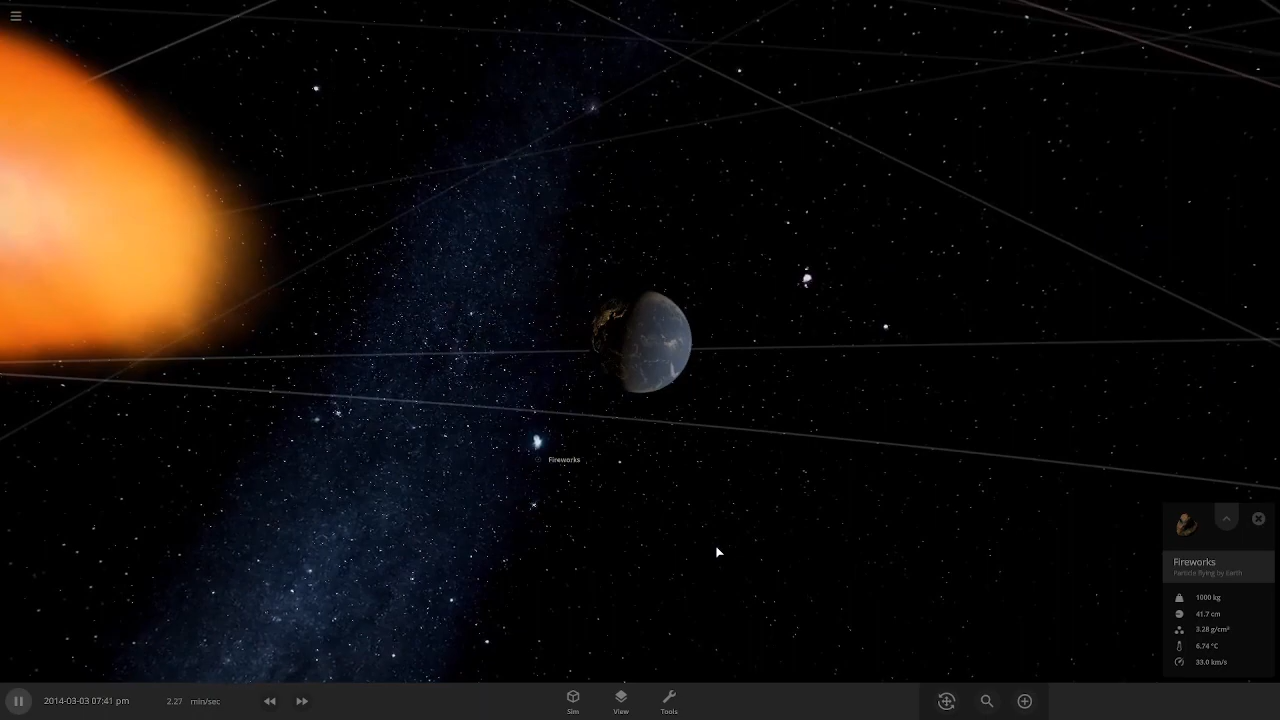 Fireworks
Fireworks
Particle flying by Earth
1000 kg
41.7 cm
3.28 g/cm³
6.74 °C
33.0 km/s
2014-03-03 07:41 pm
2.27 min/sec
Sim
View
Tools